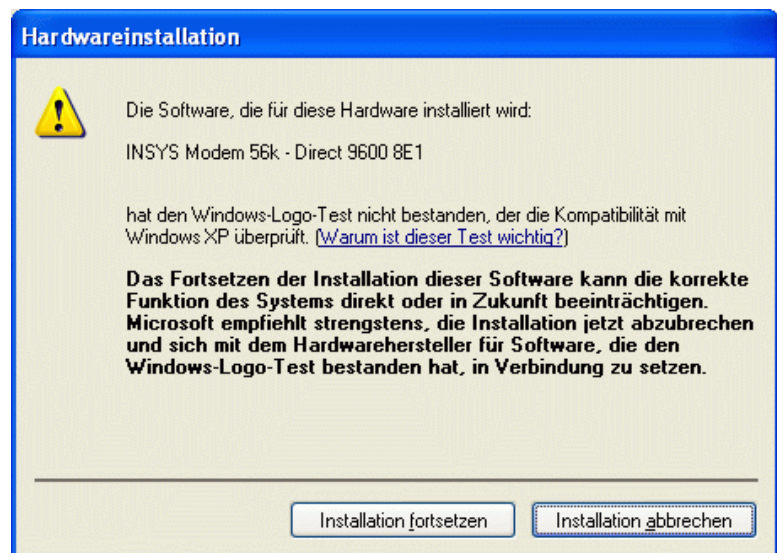 Hardwareinstallation
Die Software, die für diese Hardware installiert wird:
INSYS Modem 56k - Direct 9600 8E1
hat den Windows-Logo-Test nicht bestanden, der die Kompatibilität mit
Windows XP überprüft. (Warum ist dieser Test wichtig?)
Das Fortsetzen der Installation dieser Software kann die korrekte
Funktion des Systems direkt oder in Zukunft beeinträchtigen.
Microsoft empfiehlt strengstens, die Installation jetzt abzubrechen
und sich mit dem Hardwarehersteller für Software, die den
Windows-Logo-Test bestanden hat, in Verbindung zu setzen.
Installation fortsetzen
Installation abbrechen